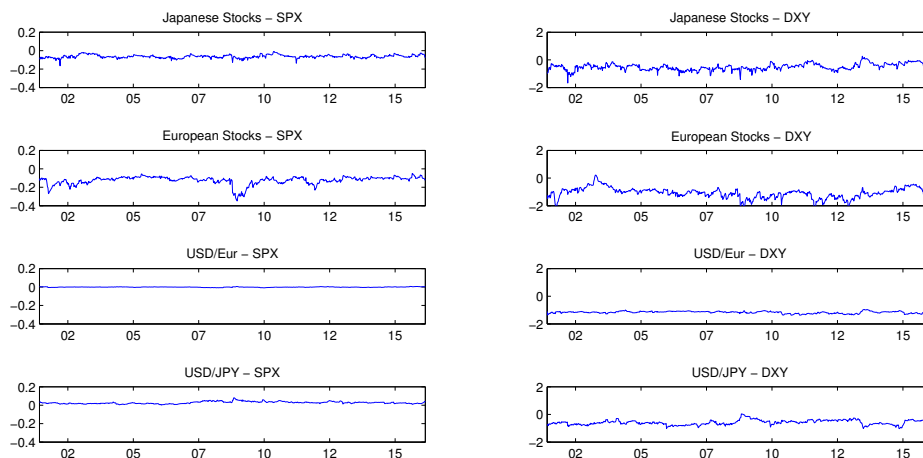 Japanese Stocks − SPX
0.2
0
−0.2
−0.4
02 05 07 10 12 15
Japanese Stocks − DXY
2
0
−2
02 05 07 10 12 15
European Stocks − SPX
0.2
0
−0.2
−0.4
02 05 07 10 12 15
European Stocks − DXY
2
0
−2
02 05 07 10 12 15
USD/Eur − SPX
0.2
0
−0.2
−0.4
02 05 07 10 12 15
USD/Eur − DXY
2
0
−2
02 05 07 10 12 15
USD/JPY − SPX
0.2
0
−0.2
−0.4
02 05 07 10 12 15
USD/JPY − DXY
2
0
−2
02 05 07 10 12 15